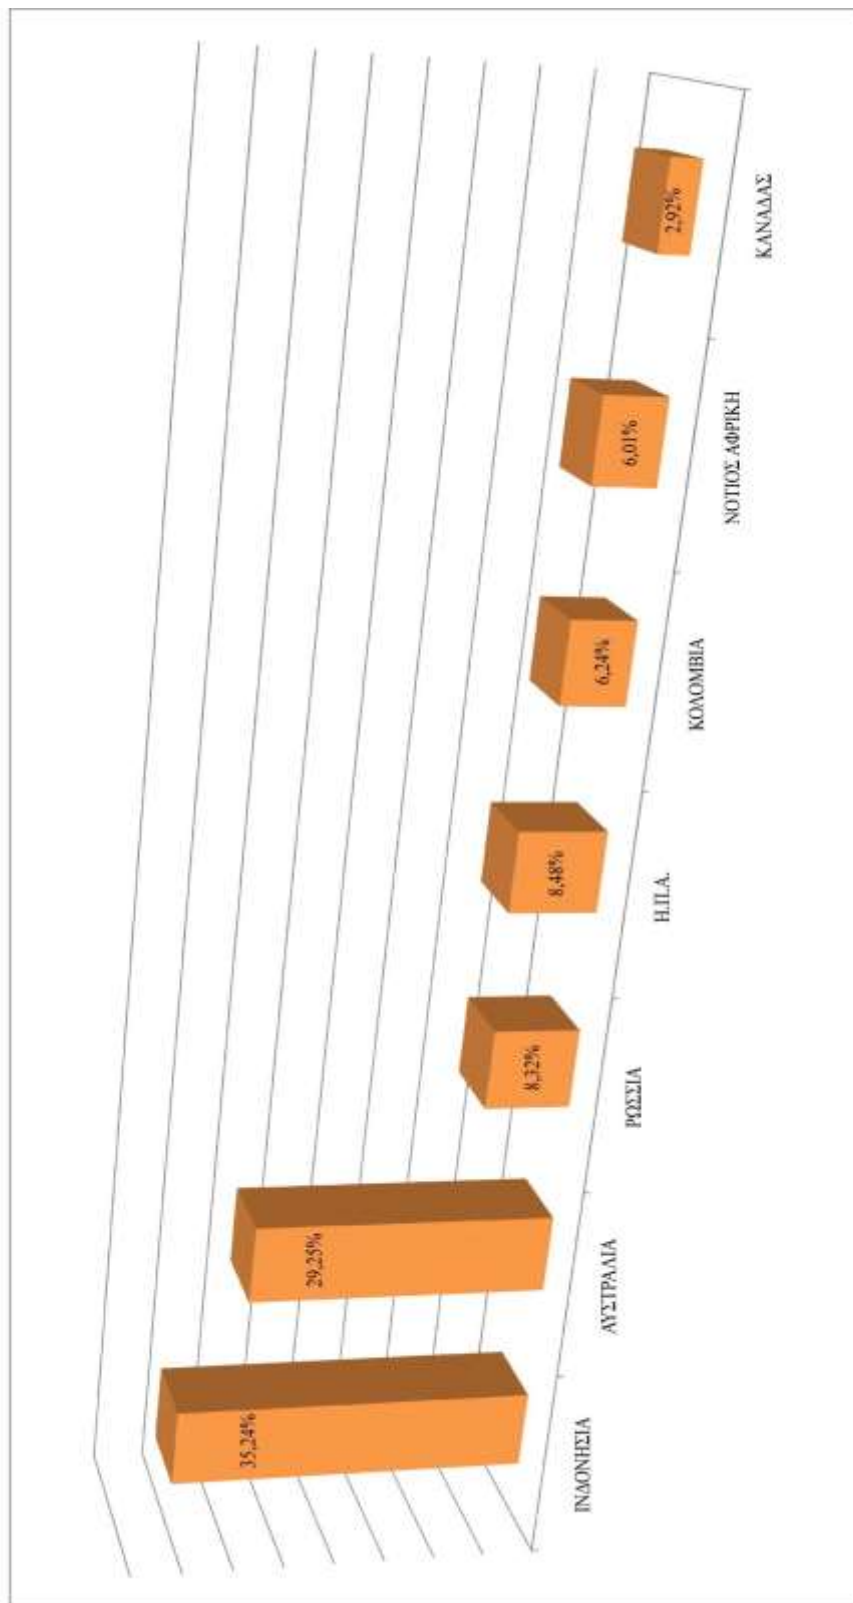 35,24%
29,25%
8,32%
8,48%
6,24%
6,01%
2,92%
ΙΝΔΟΝΗΣΙΑ
ΑΥΣΤΡΑΛΙΑ
ΡΩΣΣΙΑ
Η.Π.Α.
ΚΟΛΟΜΒΙΑ
ΝΟΤΙΟΣ ΑΦΡΙΚΗ
ΚΑΝΑΔΑΣ